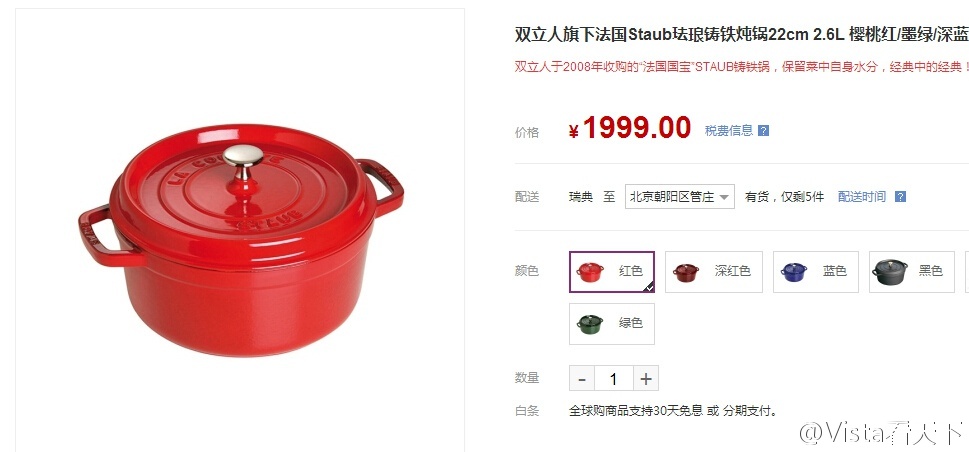 双立人旗下法国Staub珐琅铸铁炖锅22cm 2.6L 樱桃红/墨绿/深蓝
双立人于2008年收购的“法国国宝”STAUB铸铁锅，保留菜中自身水分，经典中的经典！
价格 ¥1999.00 税费信息 ?
配送 瑞典 至 北京朝阳区管庄 有货，仅剩5件 配送时间 ?
颜色 红色 深红色 蓝色 黑色
绿色
数量 - 1 +
白条 全球购商品支持30天免息 或 分期支付。
LA COCOTTE
STAUB
@Vista看天下